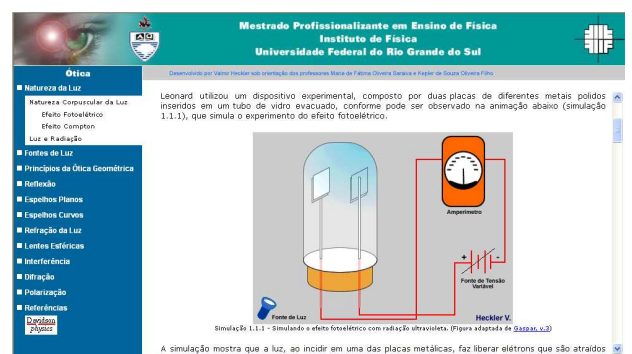 Mestrado Profissionalizante em Ensino de Física
Instituto de Física
Universidade Federal do Rio Grande do Sul
Ótica
Desenvolvido por Valmir Heckler sob orientação dos professores Maria de Fátima Oliveira Saraiva e Kepler de Souza Oliveira Filho
Natureza da Luz
Natureza Corpuscular da Luz
Efeito Fotoelétrico
Efeito Compton
Luz e Radiação
Fontes de Luz
Princípios da Ótica Geométrica
Reflexão
Espelhos Planos
Espelhos Curvos
Refração da Luz
Lentes Esféricas
Interferência
Difração
Polarização
Referências
Davidson
physics
Leonard utilizou um dispositivo experimental, composto por duas placas de diferentes metais polidos
inseridos em um tubo de vidro evacuado, conforme pode ser observado na animação abaixo (simulação
1.1.1), que simula o experimento do efeito fotoelétrico.
Amperímetro
+ -
Fonte de Tensão
Variável
Fonte de Luz
Heckler V.
Simulação 1.1.1 - Simulando o efeito fotoelétrico com radiação ultravioleta. (Figura adaptada de Gaspar, v.3)
A simulação mostra que a luz, ao incidir em uma das placas metálicas, faz liberar elétrons que são atraídos